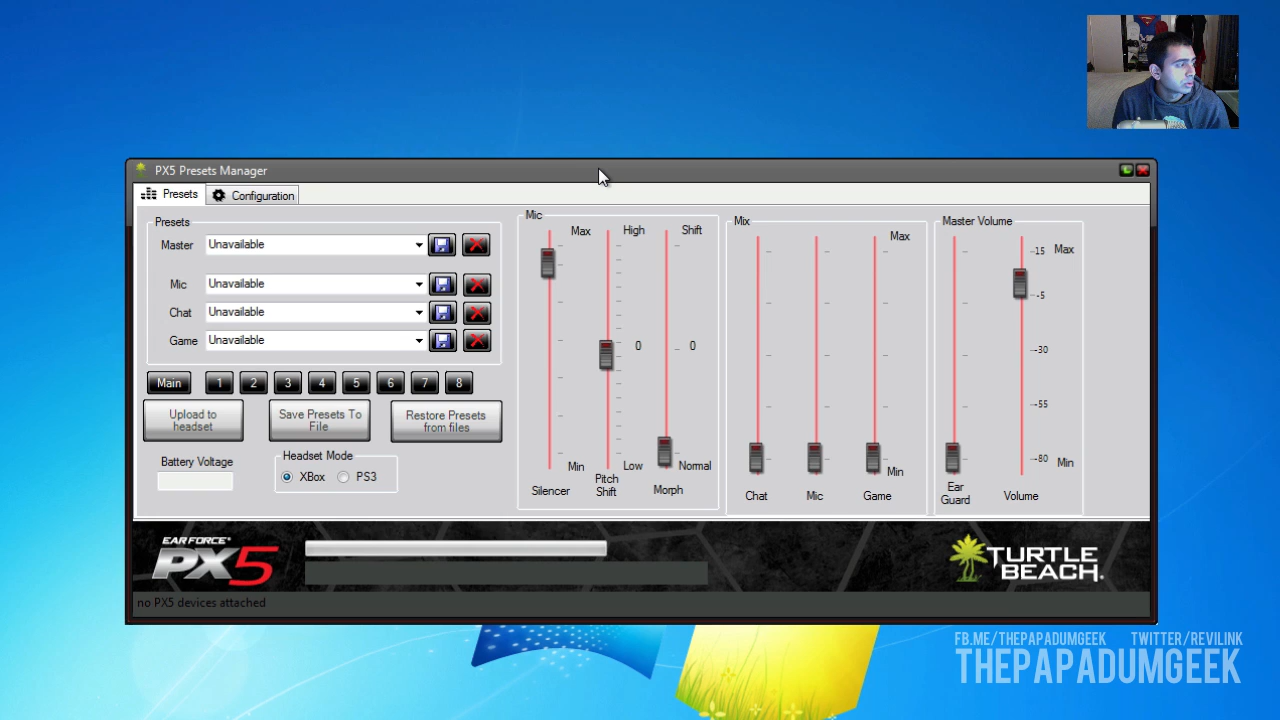 PX5 Presets Manager
Presets
Configuration
Presets
Master
Unavailable
Mic
Unavailable
Chat
Unavailable
Game
Unavailable
Main
1
2
3
4
5
6
7
8
Upload to
headset
Save Presets To
File
Restore Presets
from files
Battery Voltage
Headset Mode
XBox
PS3
Mic
Max
High
Shift
0
0
Min
Low
Normal
Silencer
Pitch
Shift
Morph
Mix
Max
Min
Chat
Mic
Game
Master Volume
-15
Max
-5
-30
-55
-80
Min
Ear
Guard
Volume
EAR FORCE®
PX5
TURTLE
BEACH.
no PX5 devices attached
FB.ME/THEPAPADUMGEEK
TWITTER/REVILINK
THEPAPADUMGEEK